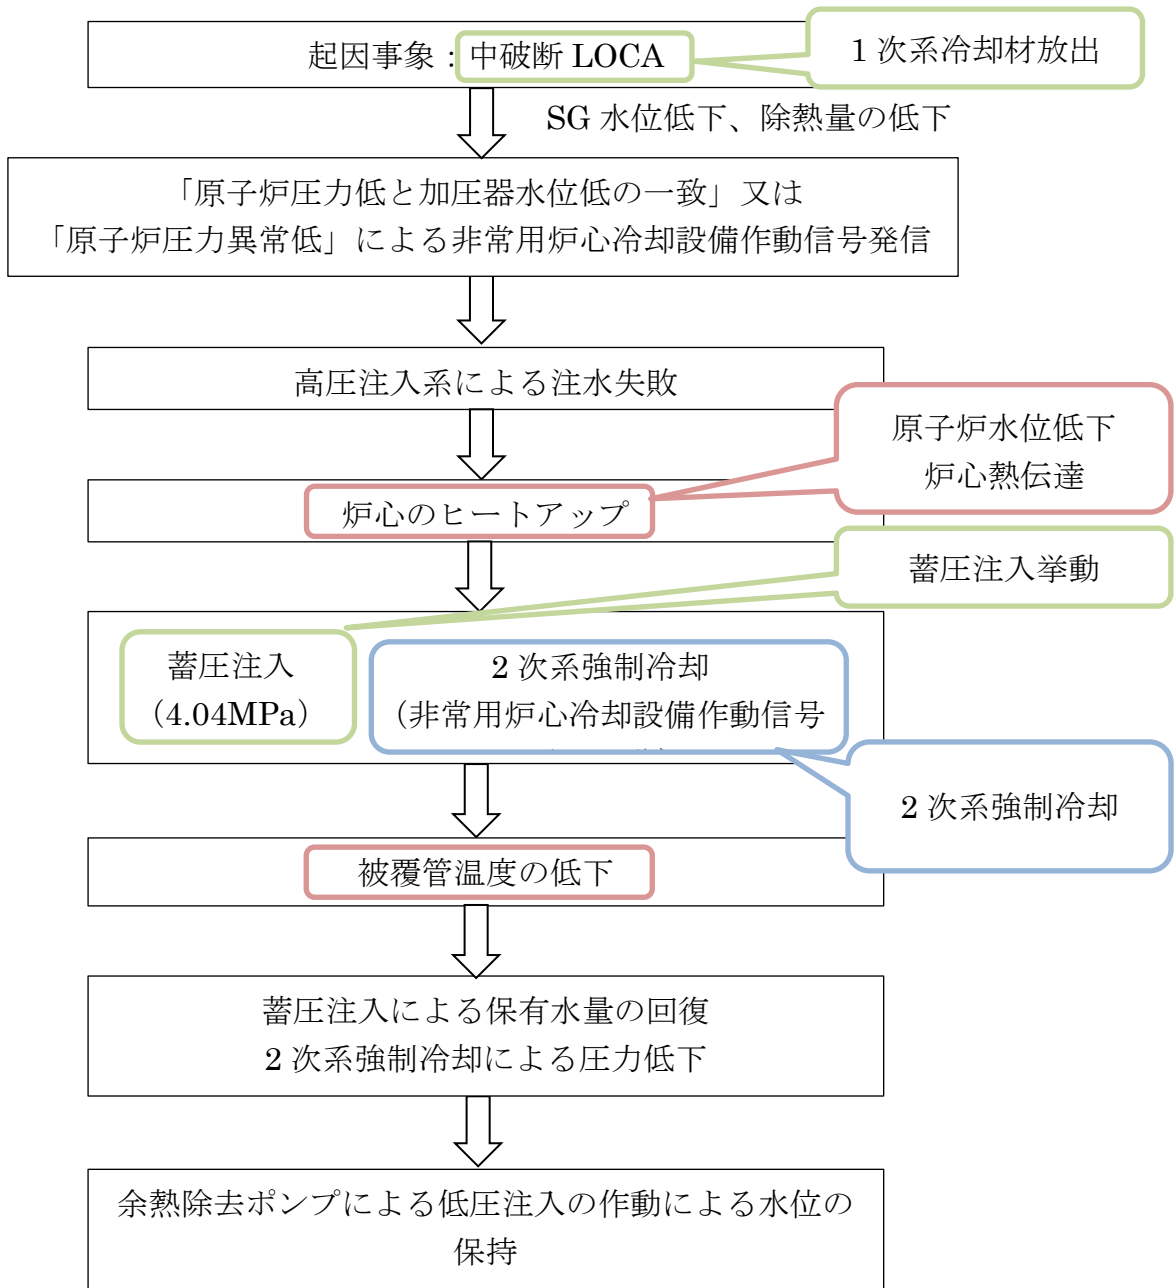 起因事象：中破断 LOCA
1 次系冷却材放出
SG 水位低下、除熱量の低下
「原子炉圧力低と加圧器水位低の一致」又は
「原子炉圧力異常低」による非常用炉心冷却設備作動信号発信
高圧注入系による注水失敗
原子炉水位低下
炉心熱伝達
炉心のヒートアップ
蓄圧注入挙動
蓄圧注入
（4.04MPa）
2 次系強制冷却
（非常用炉心冷却設備作動信号
2 次系強制冷却
被覆管温度の低下
蓄圧注入による保有水量の回復
2 次系強制冷却による圧力低下
余熱除去ポンプによる低圧注入の作動による水位の
保持